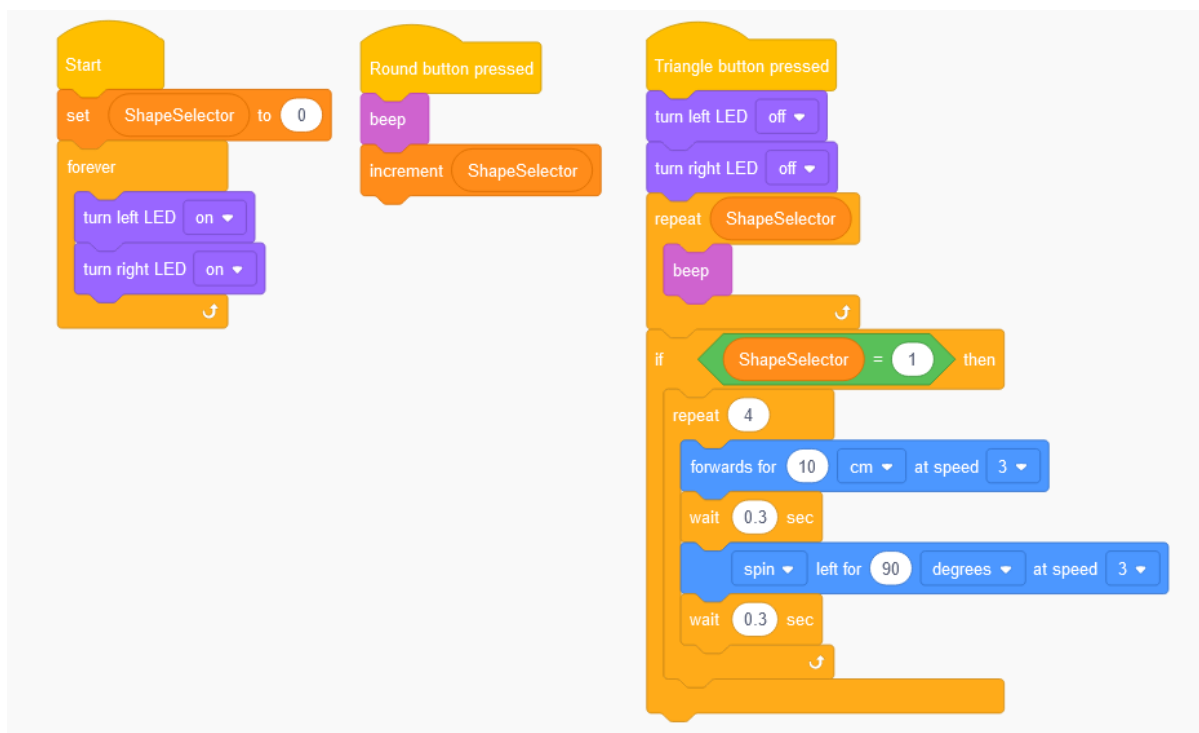 Start
set ShapeSelector to 0
forever
turn left LED on
turn right LED on
Round button pressed
beep
increment ShapeSelector
Triangle button pressed
turn left LED off
turn right LED off
repeat ShapeSelector
beep
if ShapeSelector = 1 then
repeat 4
forwards for 10 cm at speed 3
wait 0.3 sec
spin left for 90 degrees at speed 3
wait 0.3 sec